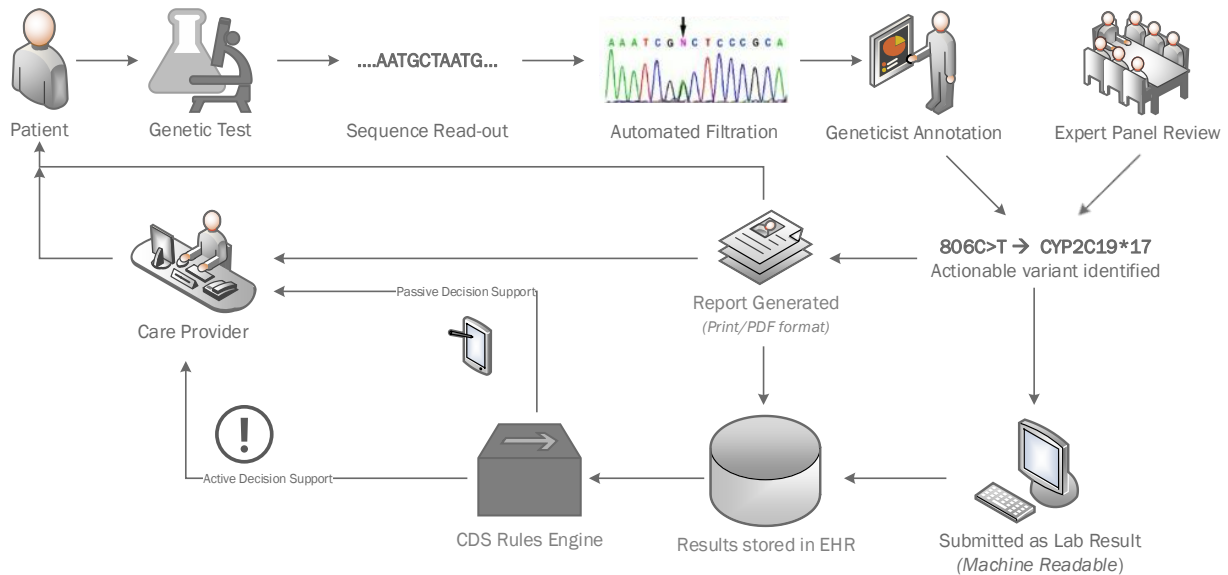 A A A T C G N C T C C C G C A
....AATGCTAATG...
Patient
Genetic Test
Sequence Read-out
Automated Filtration
Geneticist Annotation
Expert Panel Review
806C>T → CYP2C19*17
Actionable variant identified
Passive Decision Support
Report Generated
(Print/PDF format)
Care Provider
!
Active Decision Support
CDS Rules Engine
Results stored in EHR
Submitted as Lab Result
(Machine Readable)